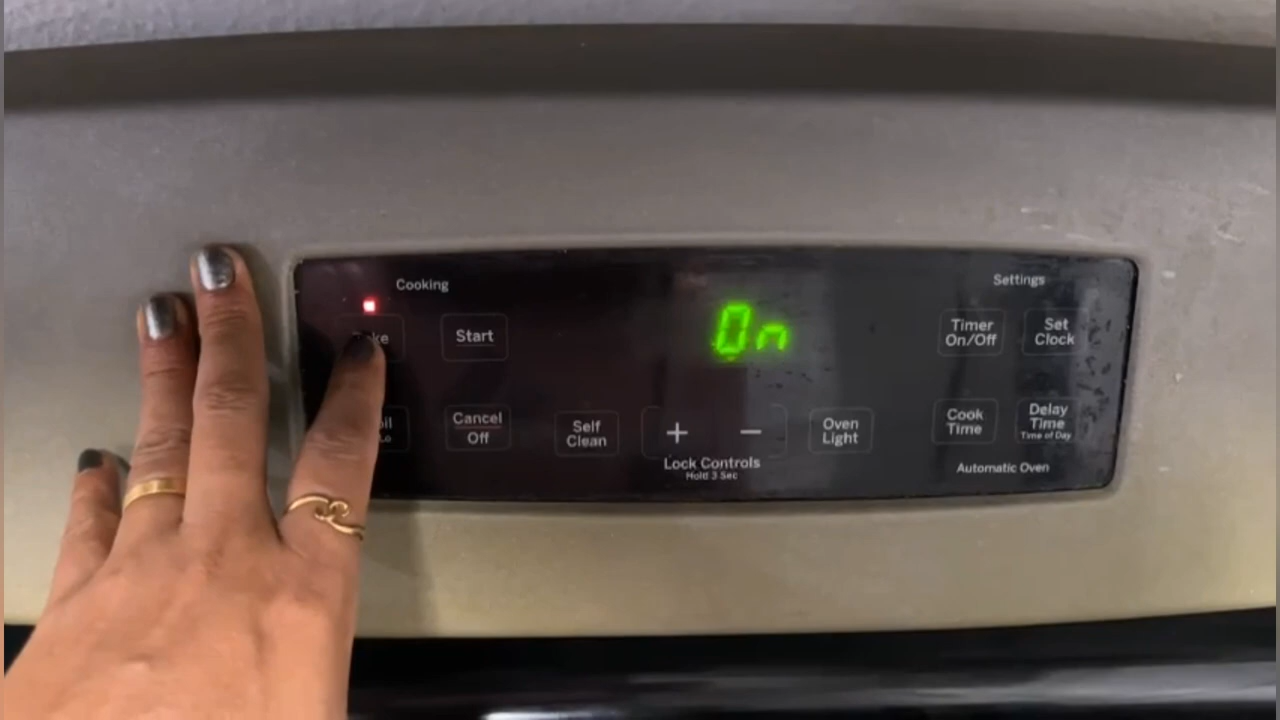 Cooking
Settings
Start
On
Timer
On/Off
Set
Clock
Cancel
Off
Self
Clean
+
−
Oven
Light
Cook
Time
Delay
Time
Time of Day
Lock Controls
Hold 3 Sec
Automatic Oven